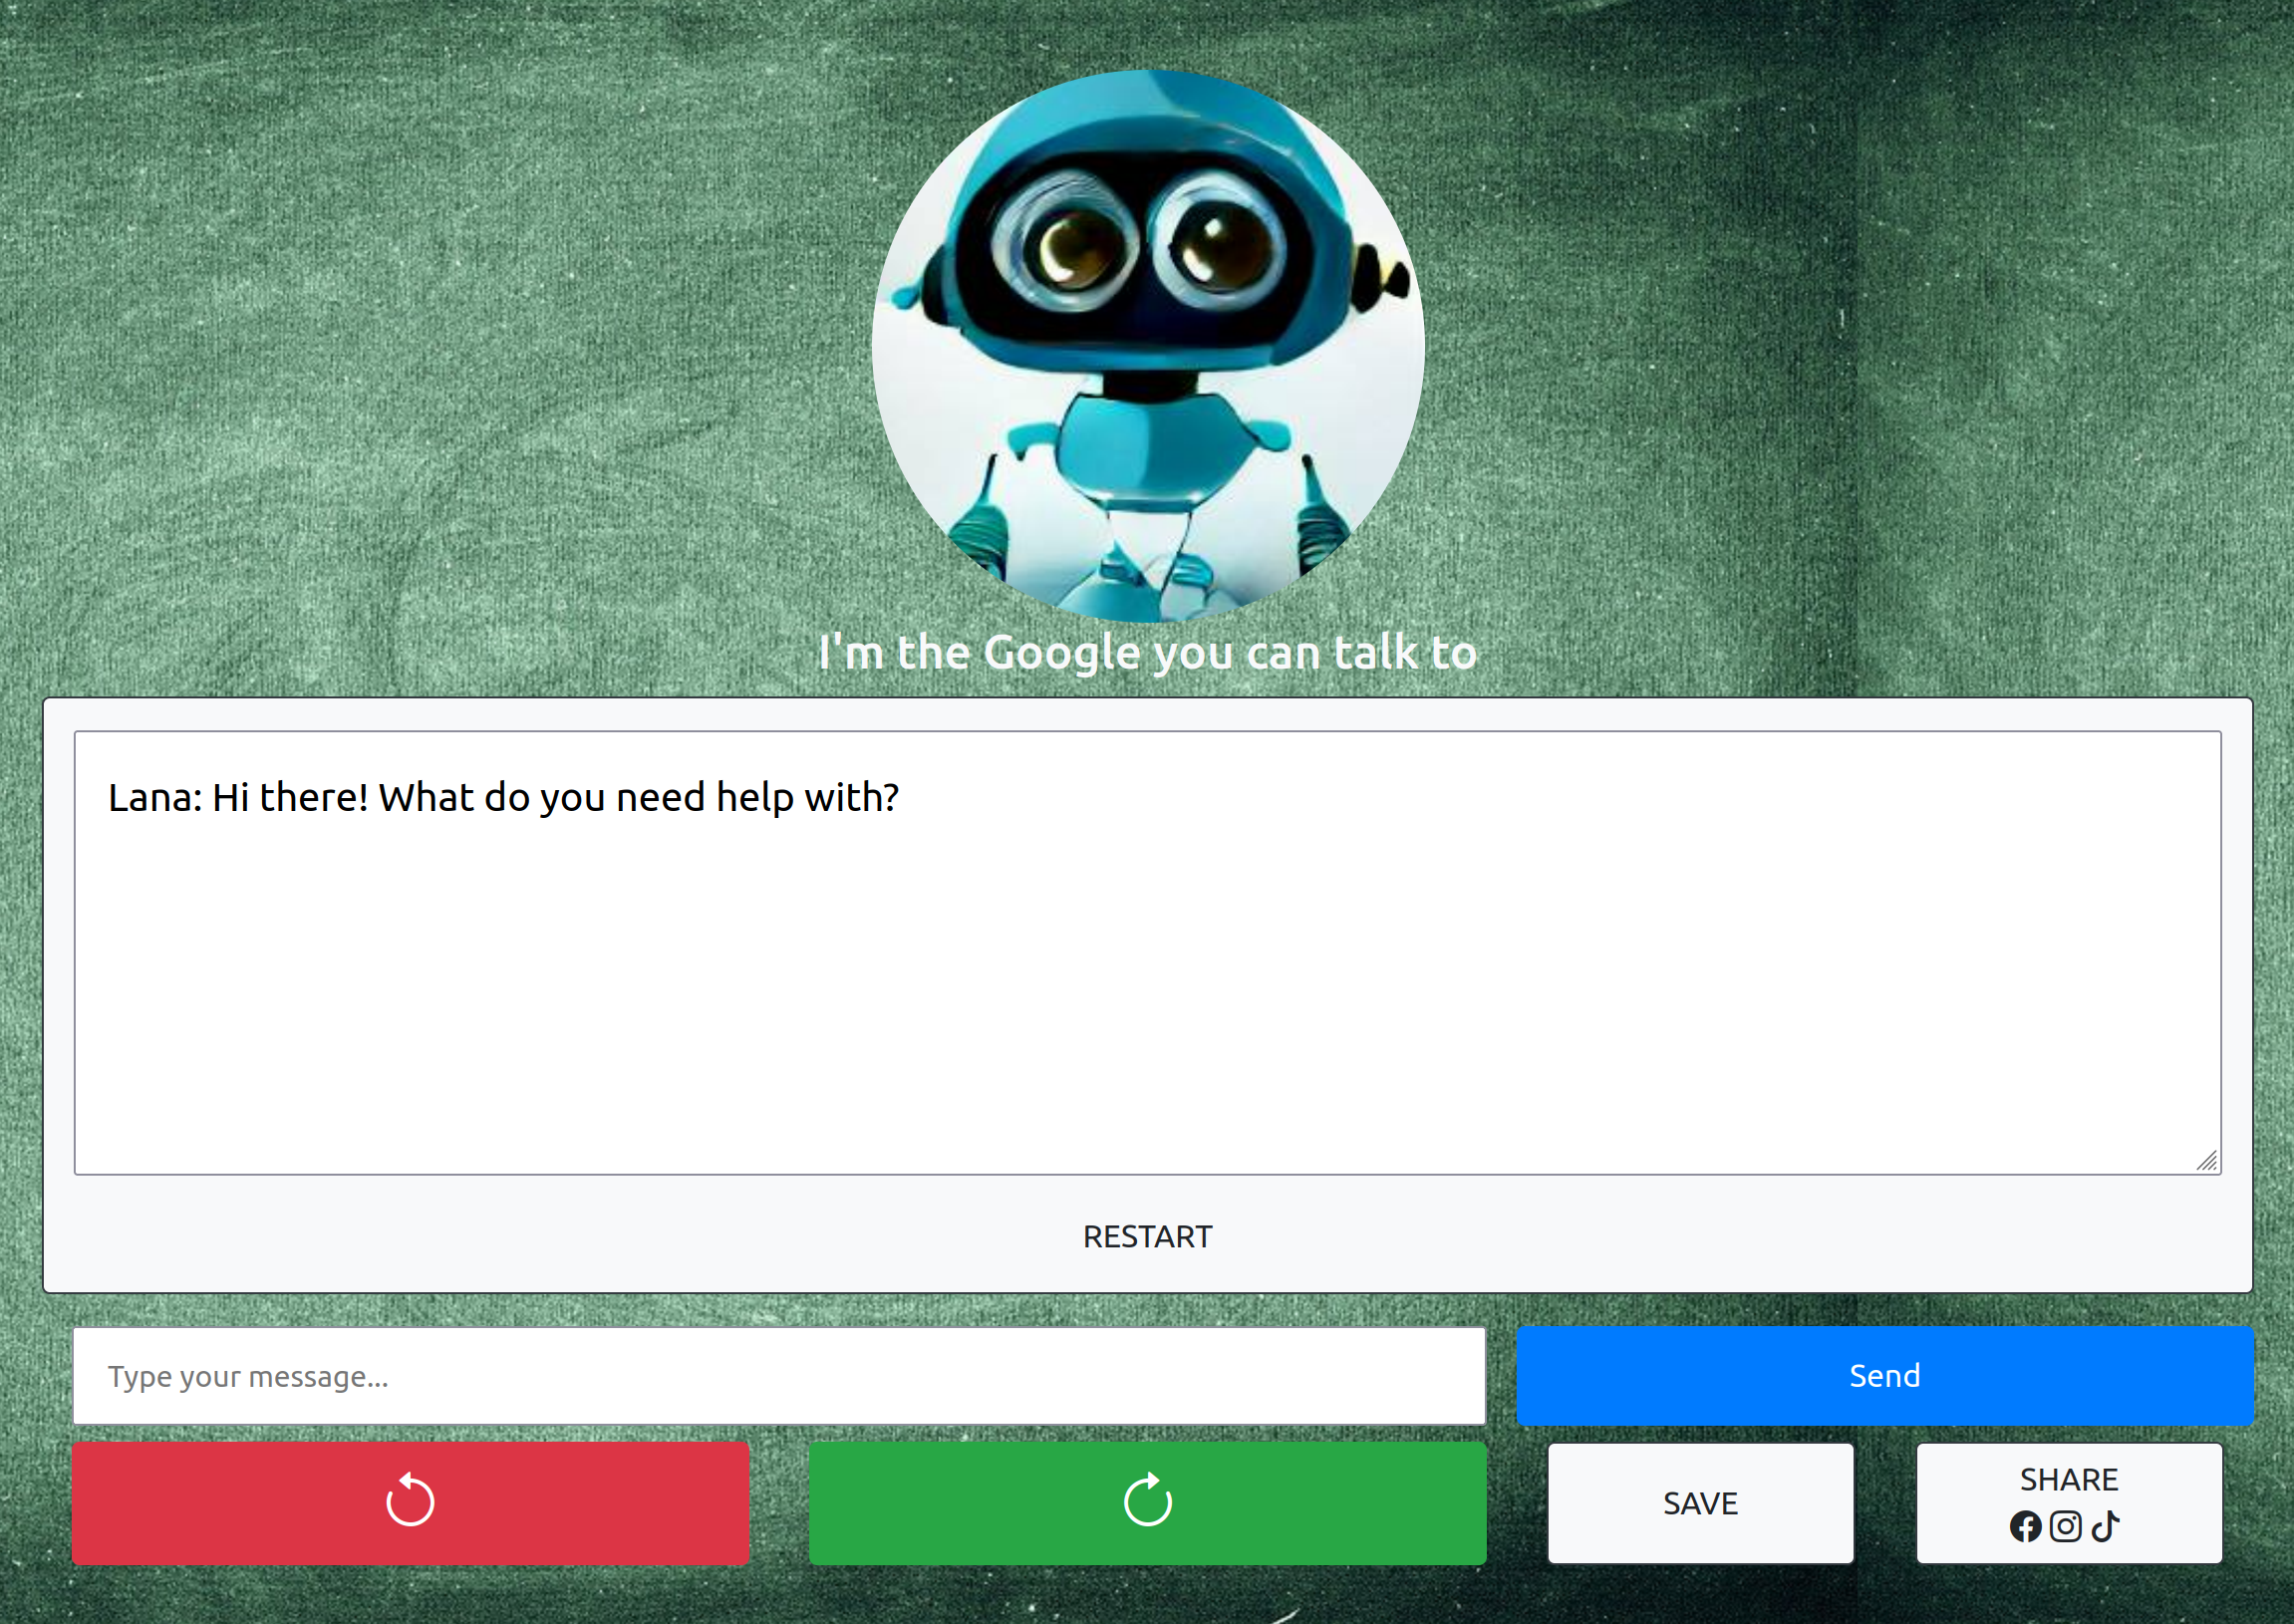 I'm the Google you can talk to
Lana: Hi there! What do you need help with?
RESTART
Type your message...
Send
SAVE
SHARE